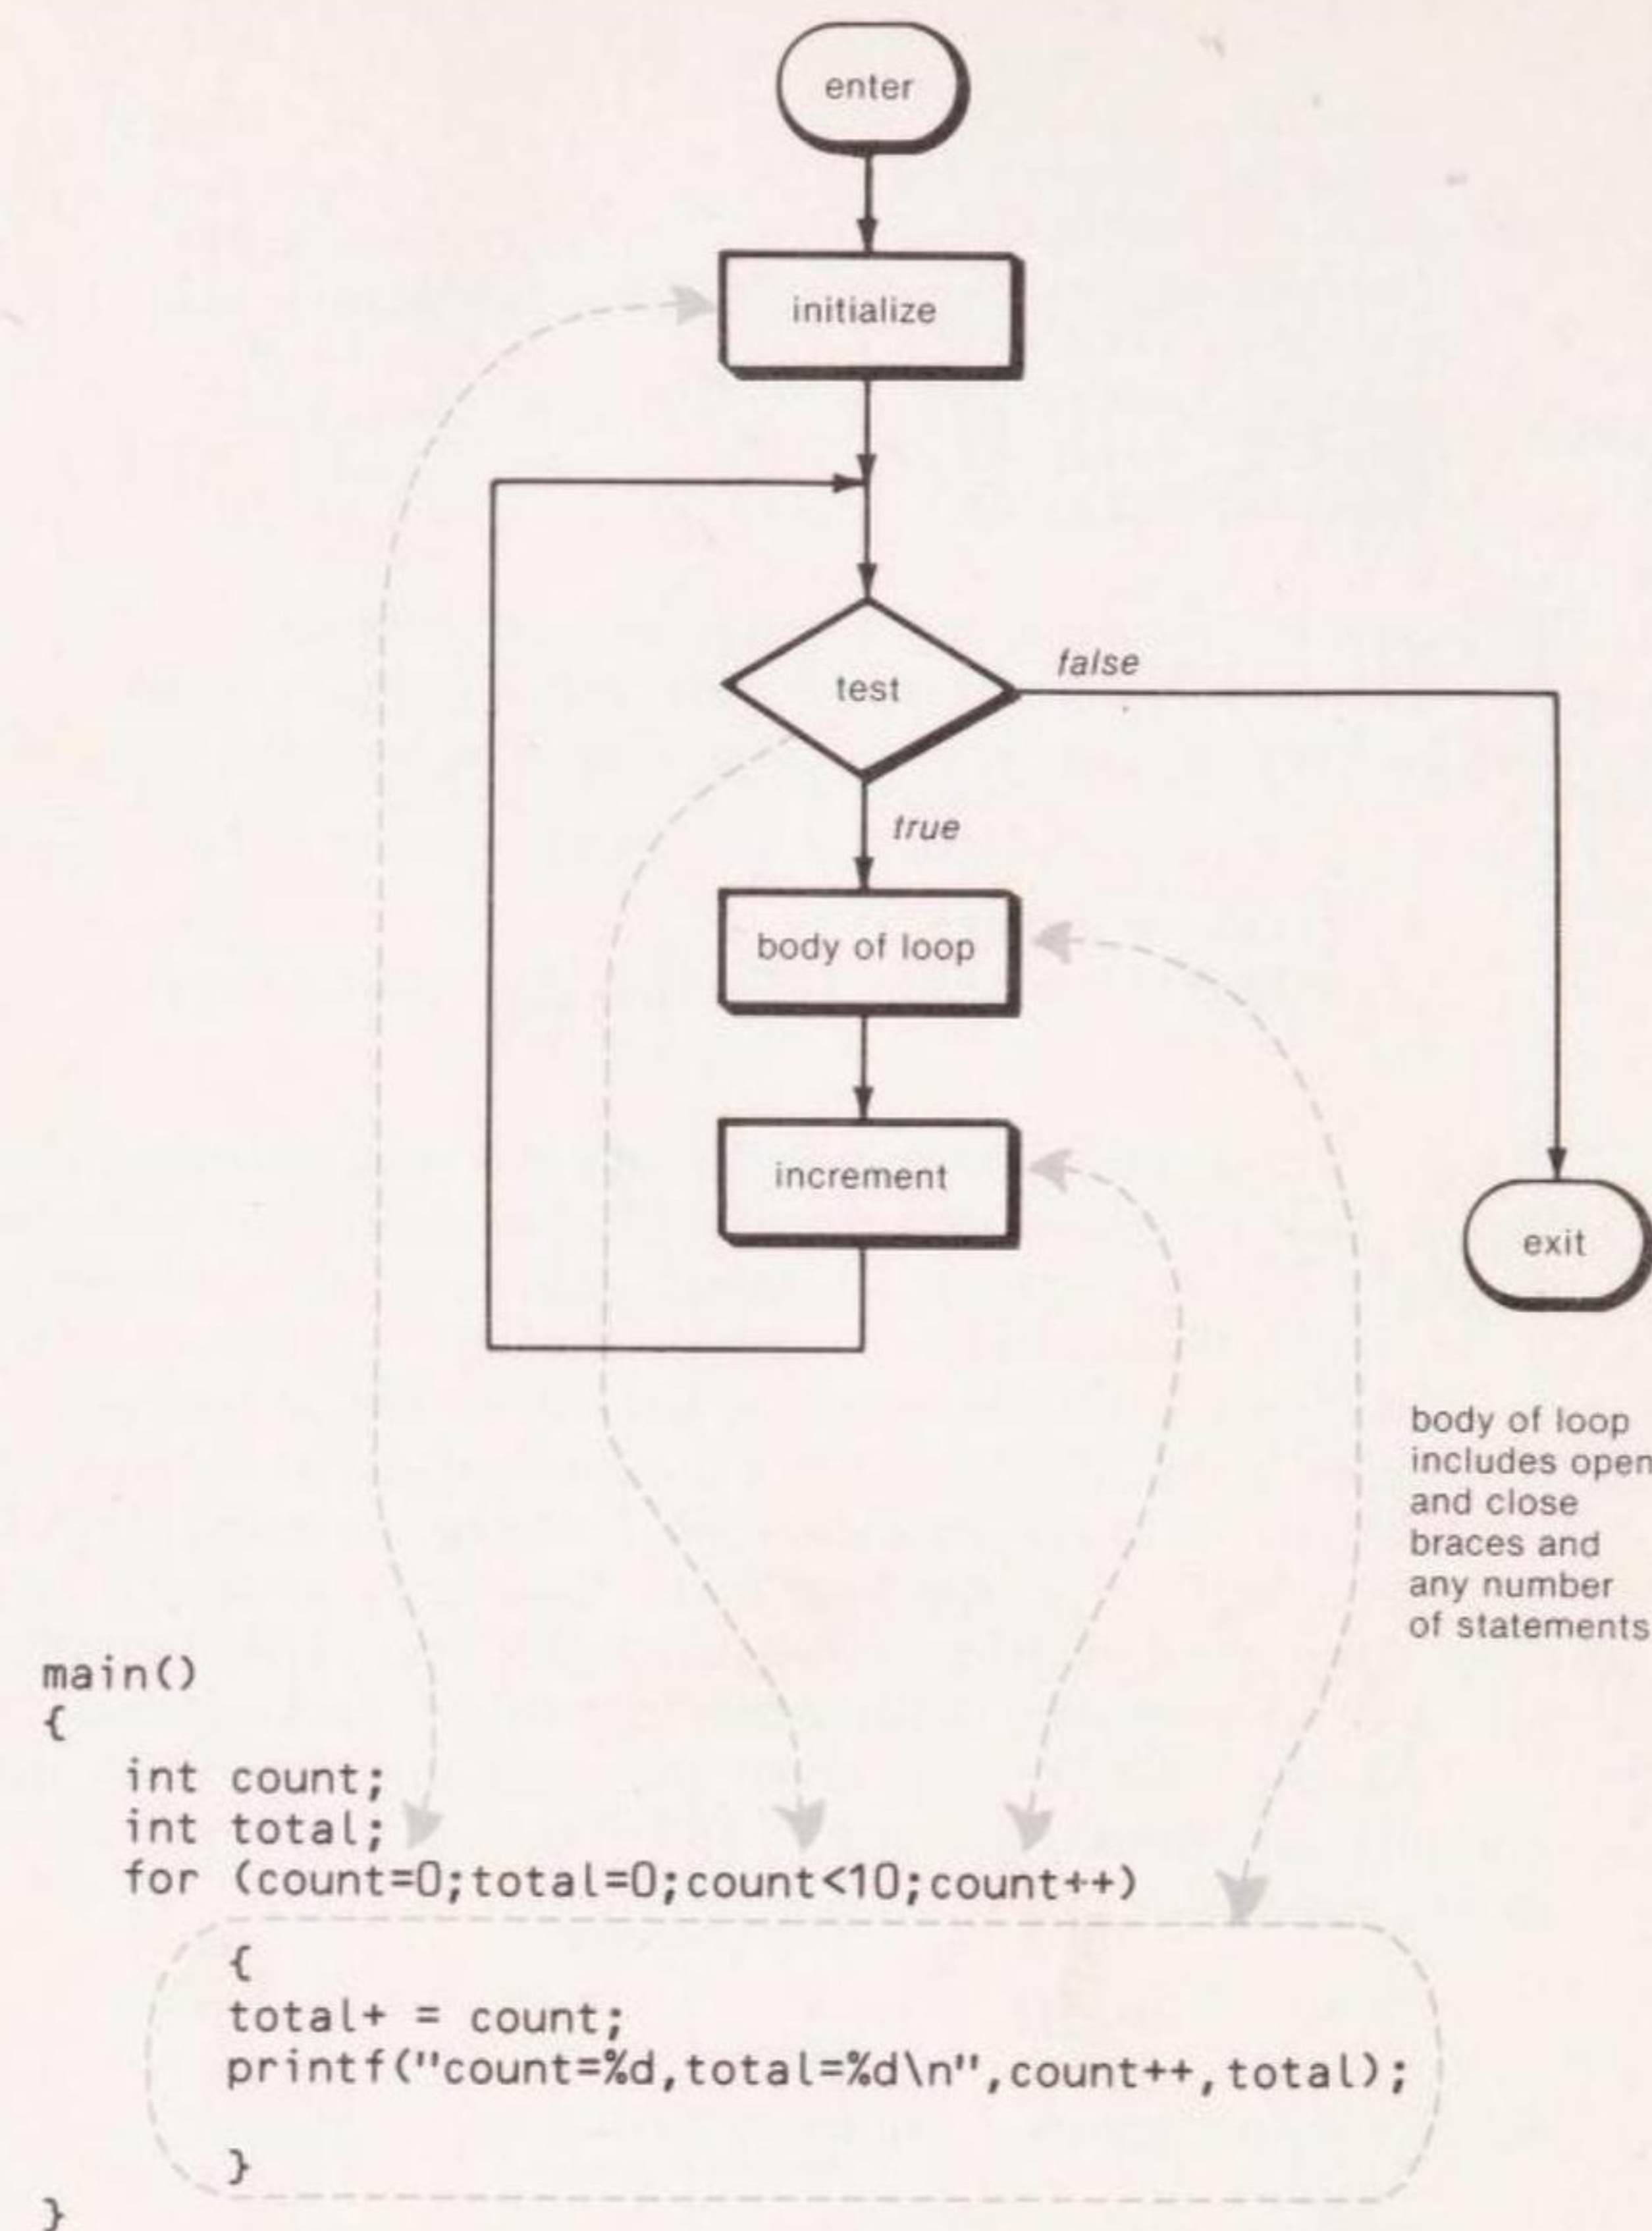 enter
initialize
test
false
true
body of loop
increment
exit
body of loop
includes open
and close
braces and
any number
of statements
main()
{
int count;
int total;
for (count=0;total=0;count<10;count++)
{
total+ = count;
printf("count=%d,total=%d\n",count++,total);
}
}